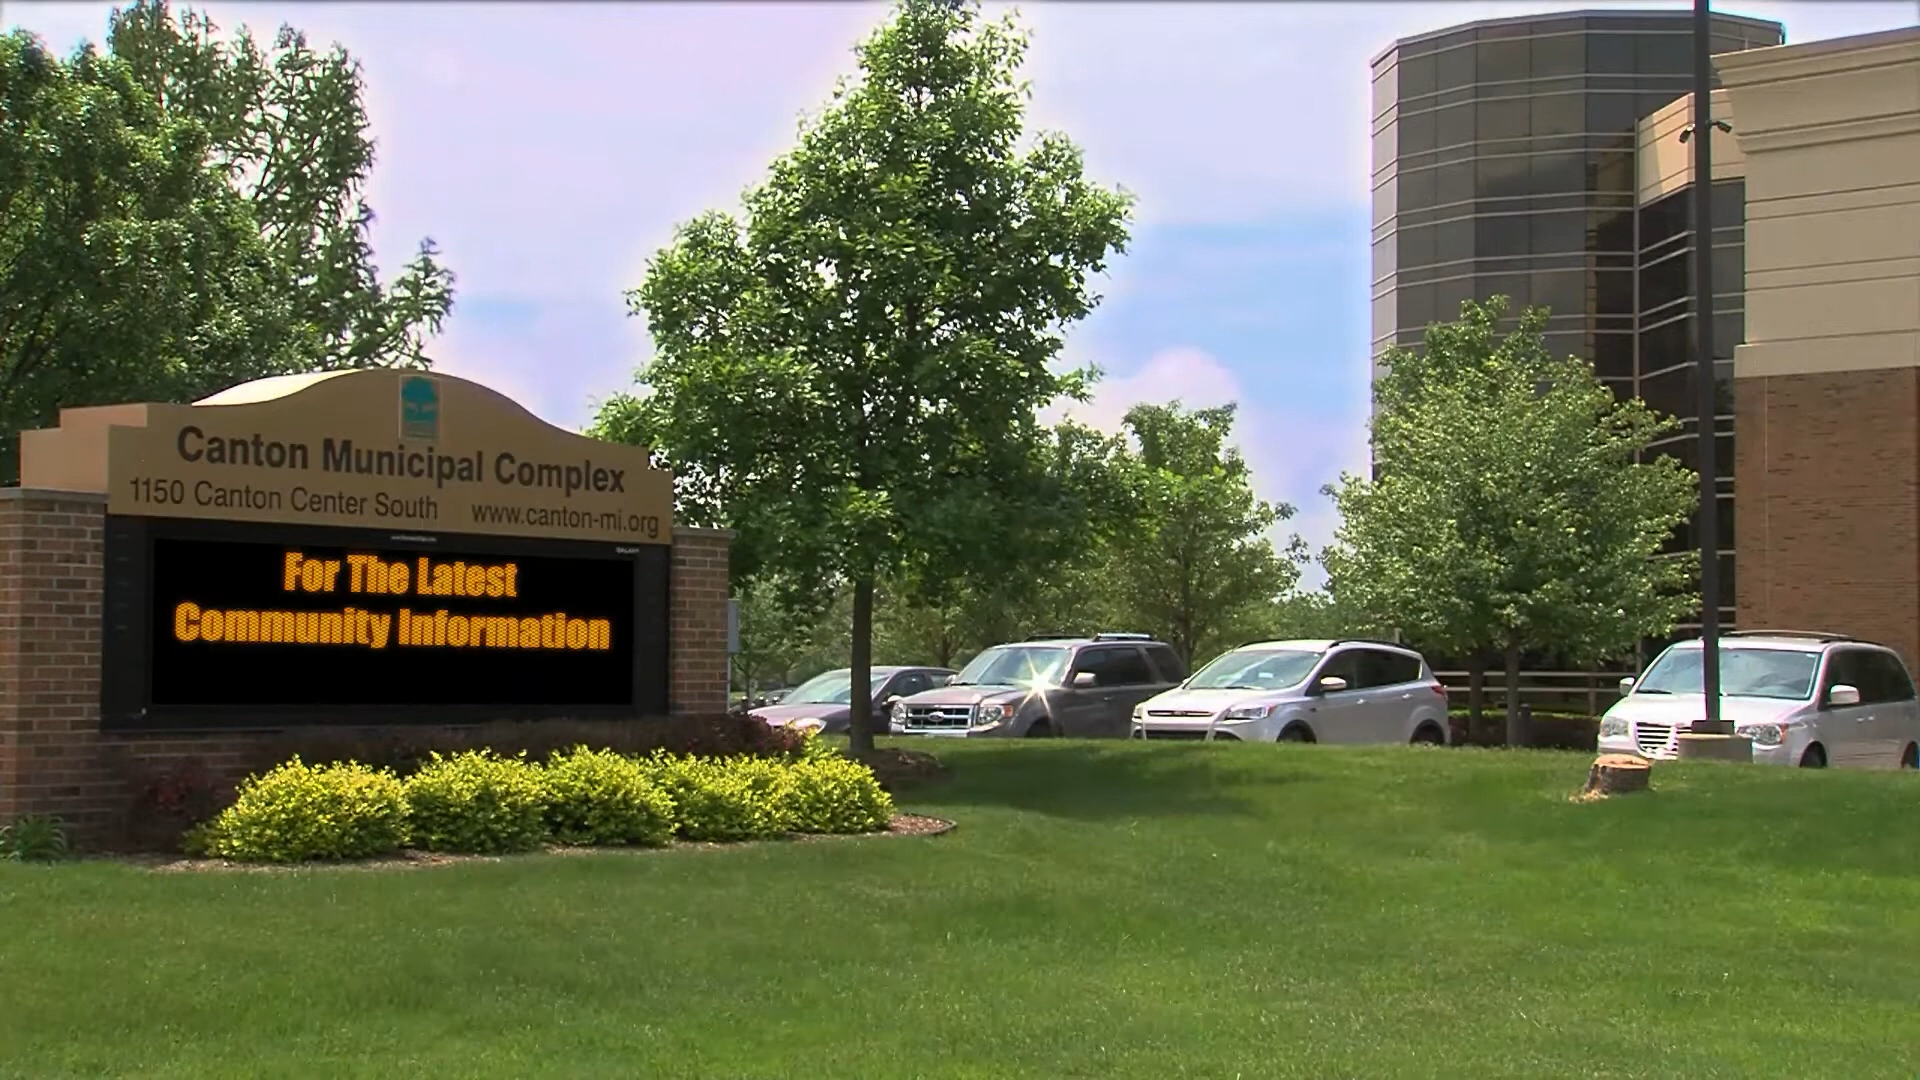 Canton Municipal Complex
1150 Canton Center South www.canton-mi.org
For The Latest
Community Information